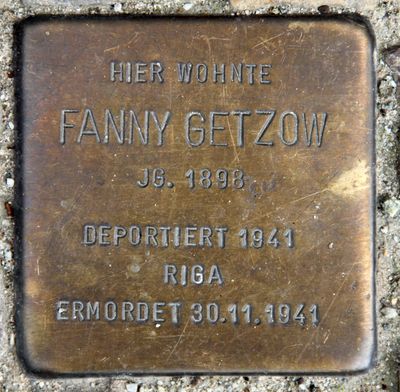 HIER WOHNTE
FANNY GETZOW
JG. 1898
DEPORTIERT 1941
RIGA
ERMORDET 30.11.1941